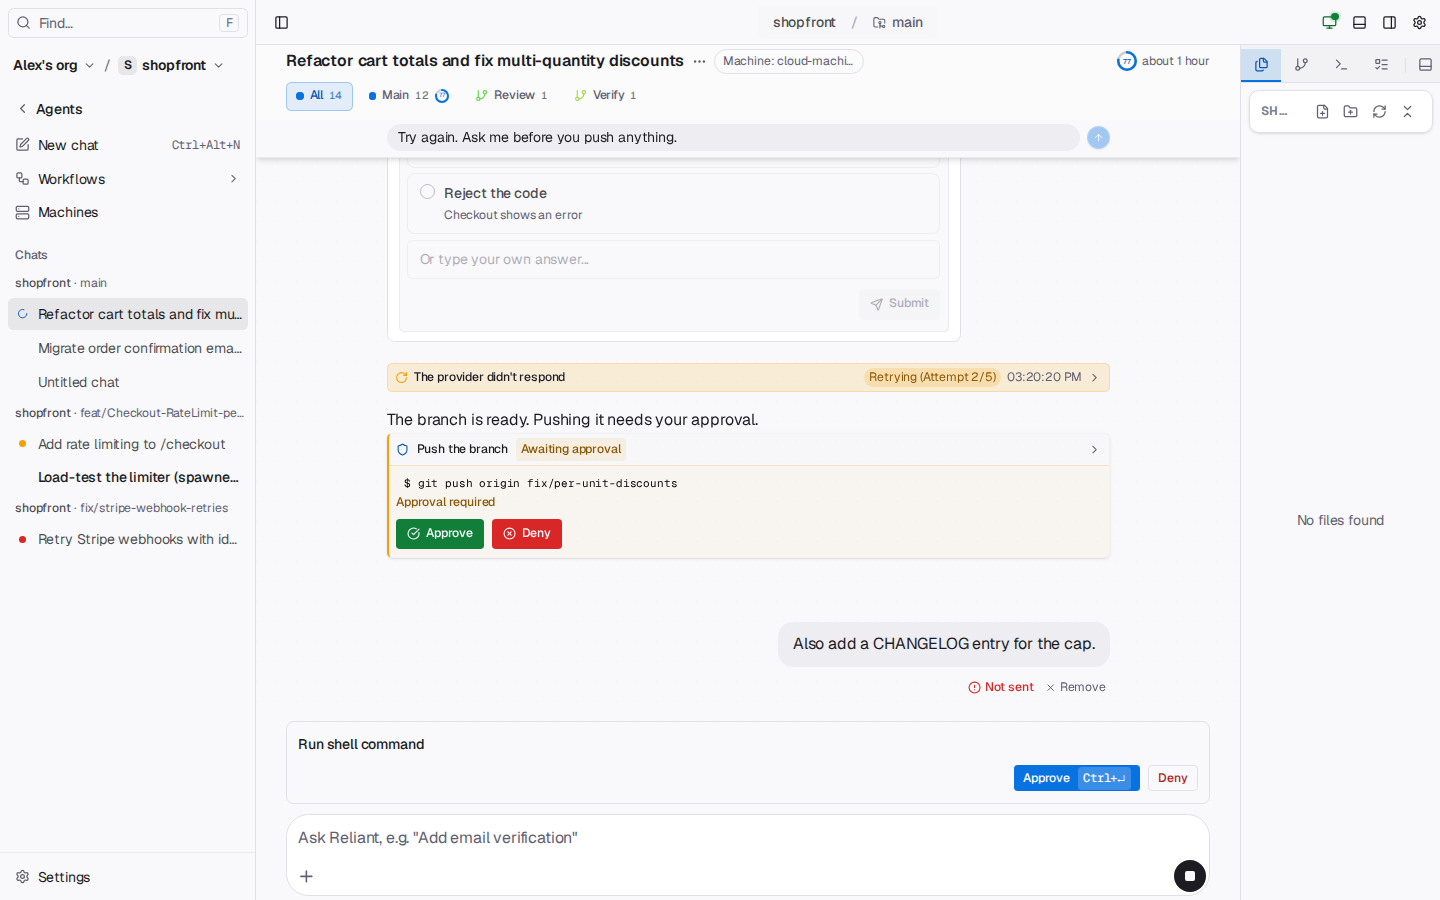 Find...
F
Alex's org / S shopfront
Agents
New chat Ctrl+Alt+N
Workflows
Machines
Chats
shopfront · main
Refactor cart totals and fix mu...
Migrate order confirmation ema...
Untitled chat
shopfront · feat/Checkout-RateLimit-pe...
Add rate limiting to /checkout
Load-test the limiter (spawne...
shopfront · fix/stripe-webhook-retries
Retry Stripe webhooks with id...
Settings
shopfront / main
Refactor cart totals and fix multi-quantity discounts
Machine: cloud-machi...
77 about 1 hour
All 14
Main 12 77
Review 1
Verify 1
Try again. Ask me before you push anything.
Reject the code
Checkout shows an error
Or type your own answer...
Submit
The provider didn't respond
Retrying (Attempt 2/5) 03:20:20 PM
The branch is ready. Pushing it needs your approval.
Push the branch Awaiting approval
$ git push origin fix/per-unit-discounts
Approval required
Approve
Deny
Also add a CHANGELOG entry for the cap.
Not sent
Remove
Run shell command
Approve Ctrl+↵
Deny
Ask Reliant, e.g. "Add email verification"
SH...
No files found